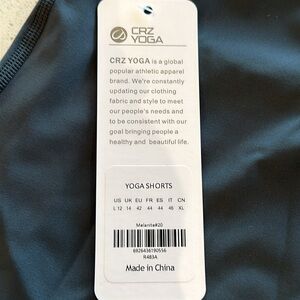 CRZ
YOGA
CRZ YOGA is a global
popular athletic apparel
brand. We're constantly
updating our clothing
fabric and style to meet
our people's needs and
to be consistent with our
goal bringing people a
healthy and beautiful life.
YOGA SHORTS
US UK EU FR ES IT CN
L 12 14 42 44 44 46 XL
Melanite#20
6926436190556
R483A
Made in China